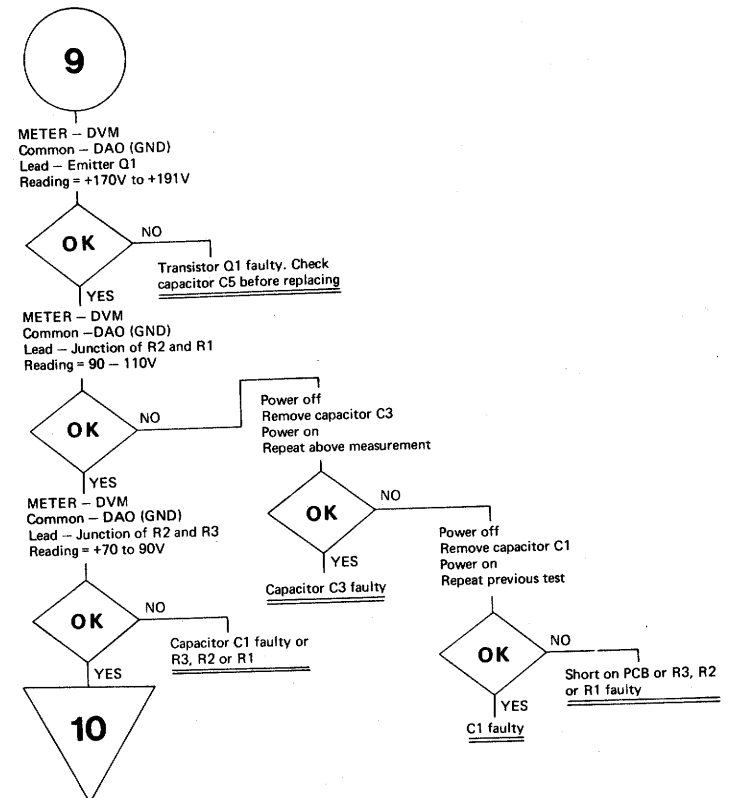 9
METER – DVM
Common – DAO (GND)
Lead – Emitter Q1
Reading = +170V to +191V
OK
NO
Transistor Q1 faulty. Check
capacitor C5 before replacing
YES
METER – DVM
Common –DAO (GND)
Lead – Junction of R2 and R1
Reading = 90 – 110V
OK
NO
Power off
Remove capacitor C3
Power on
Repeat above measurement
YES
METER – DVM
Common – DAO (GND)
Lead – Junction of R2 and R3
Reading = +70 to 90V
OK
NO
YES
Capacitor C3 faulty
Power off
Remove capacitor C1
Power on
Repeat previous test
OK
NO
Capacitor C1 faulty or
R3, R2 or R1
YES
OK
NO
Short on PCB or R3, R2
or R1 faulty
YES
C1 faulty
10